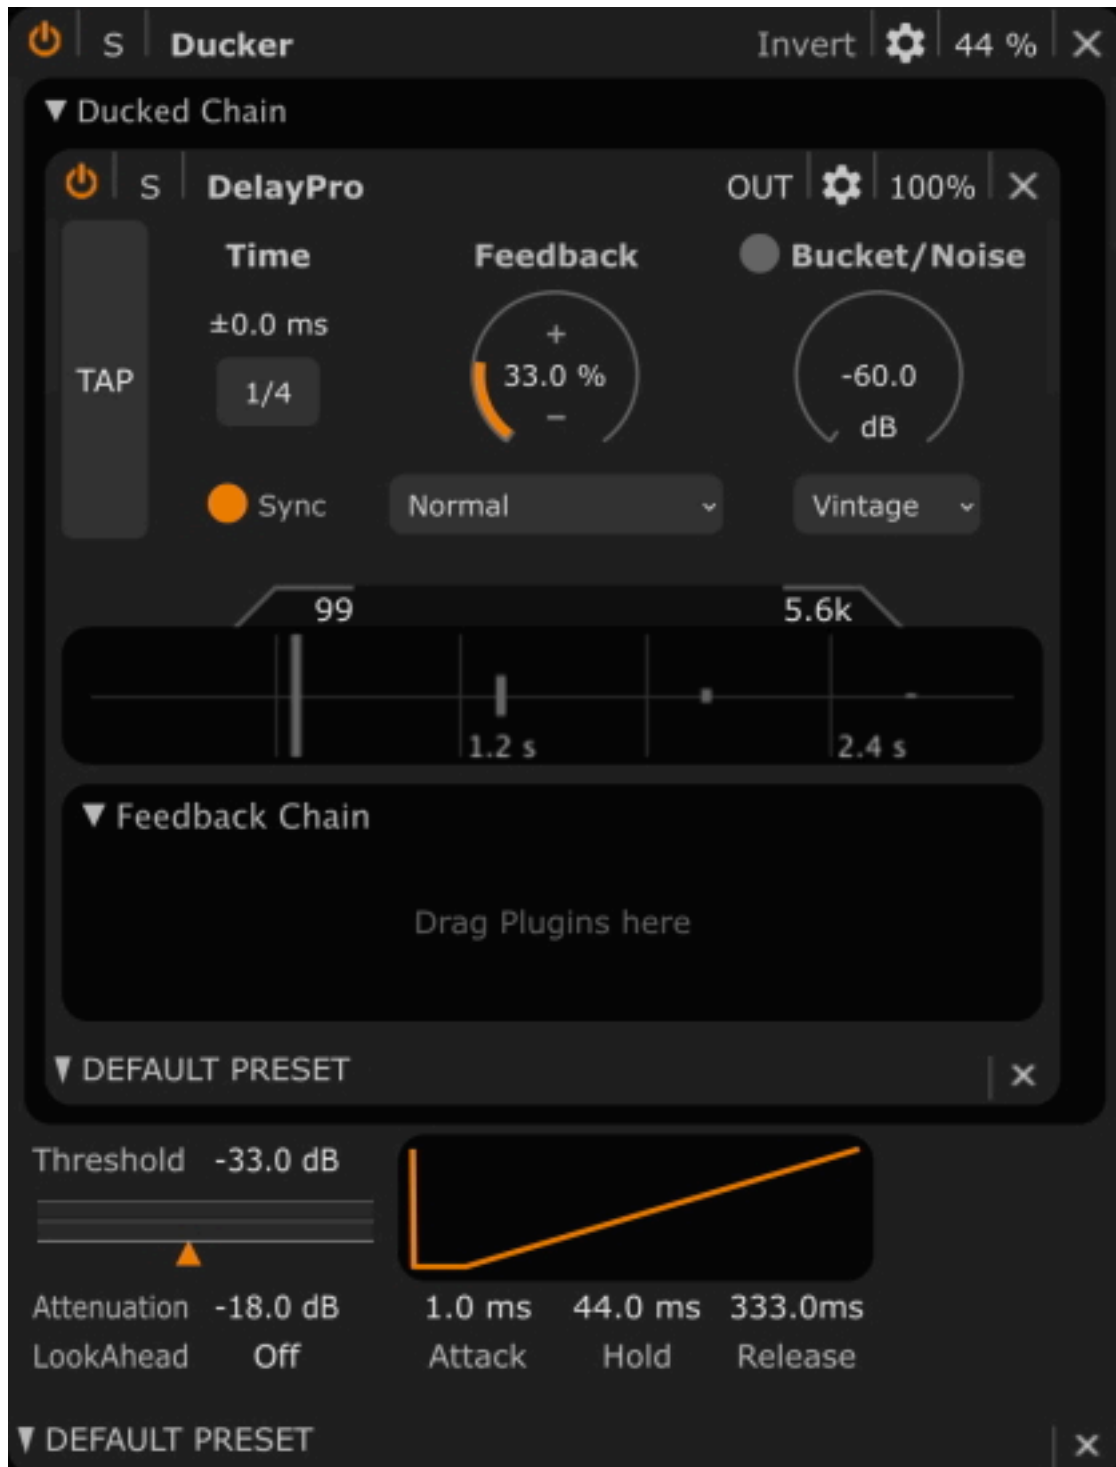 S Ducker Invert 44 % ×
▼ Ducked Chain
S DelayPro OUT 100% ×
Time Feedback Bucket/Noise
±0.0 ms
+
TAP 1/4 33.0 % -60.0
− dB
Sync Normal Vintage
99 5.6k
1.2 s 2.4 s
▼ Feedback Chain
Drag Plugins here
▼ DEFAULT PRESET ×
Threshold -33.0 dB
Attenuation -18.0 dB 1.0 ms 44.0 ms 333.0ms
LookAhead Off Attack Hold Release
▼ DEFAULT PRESET ×